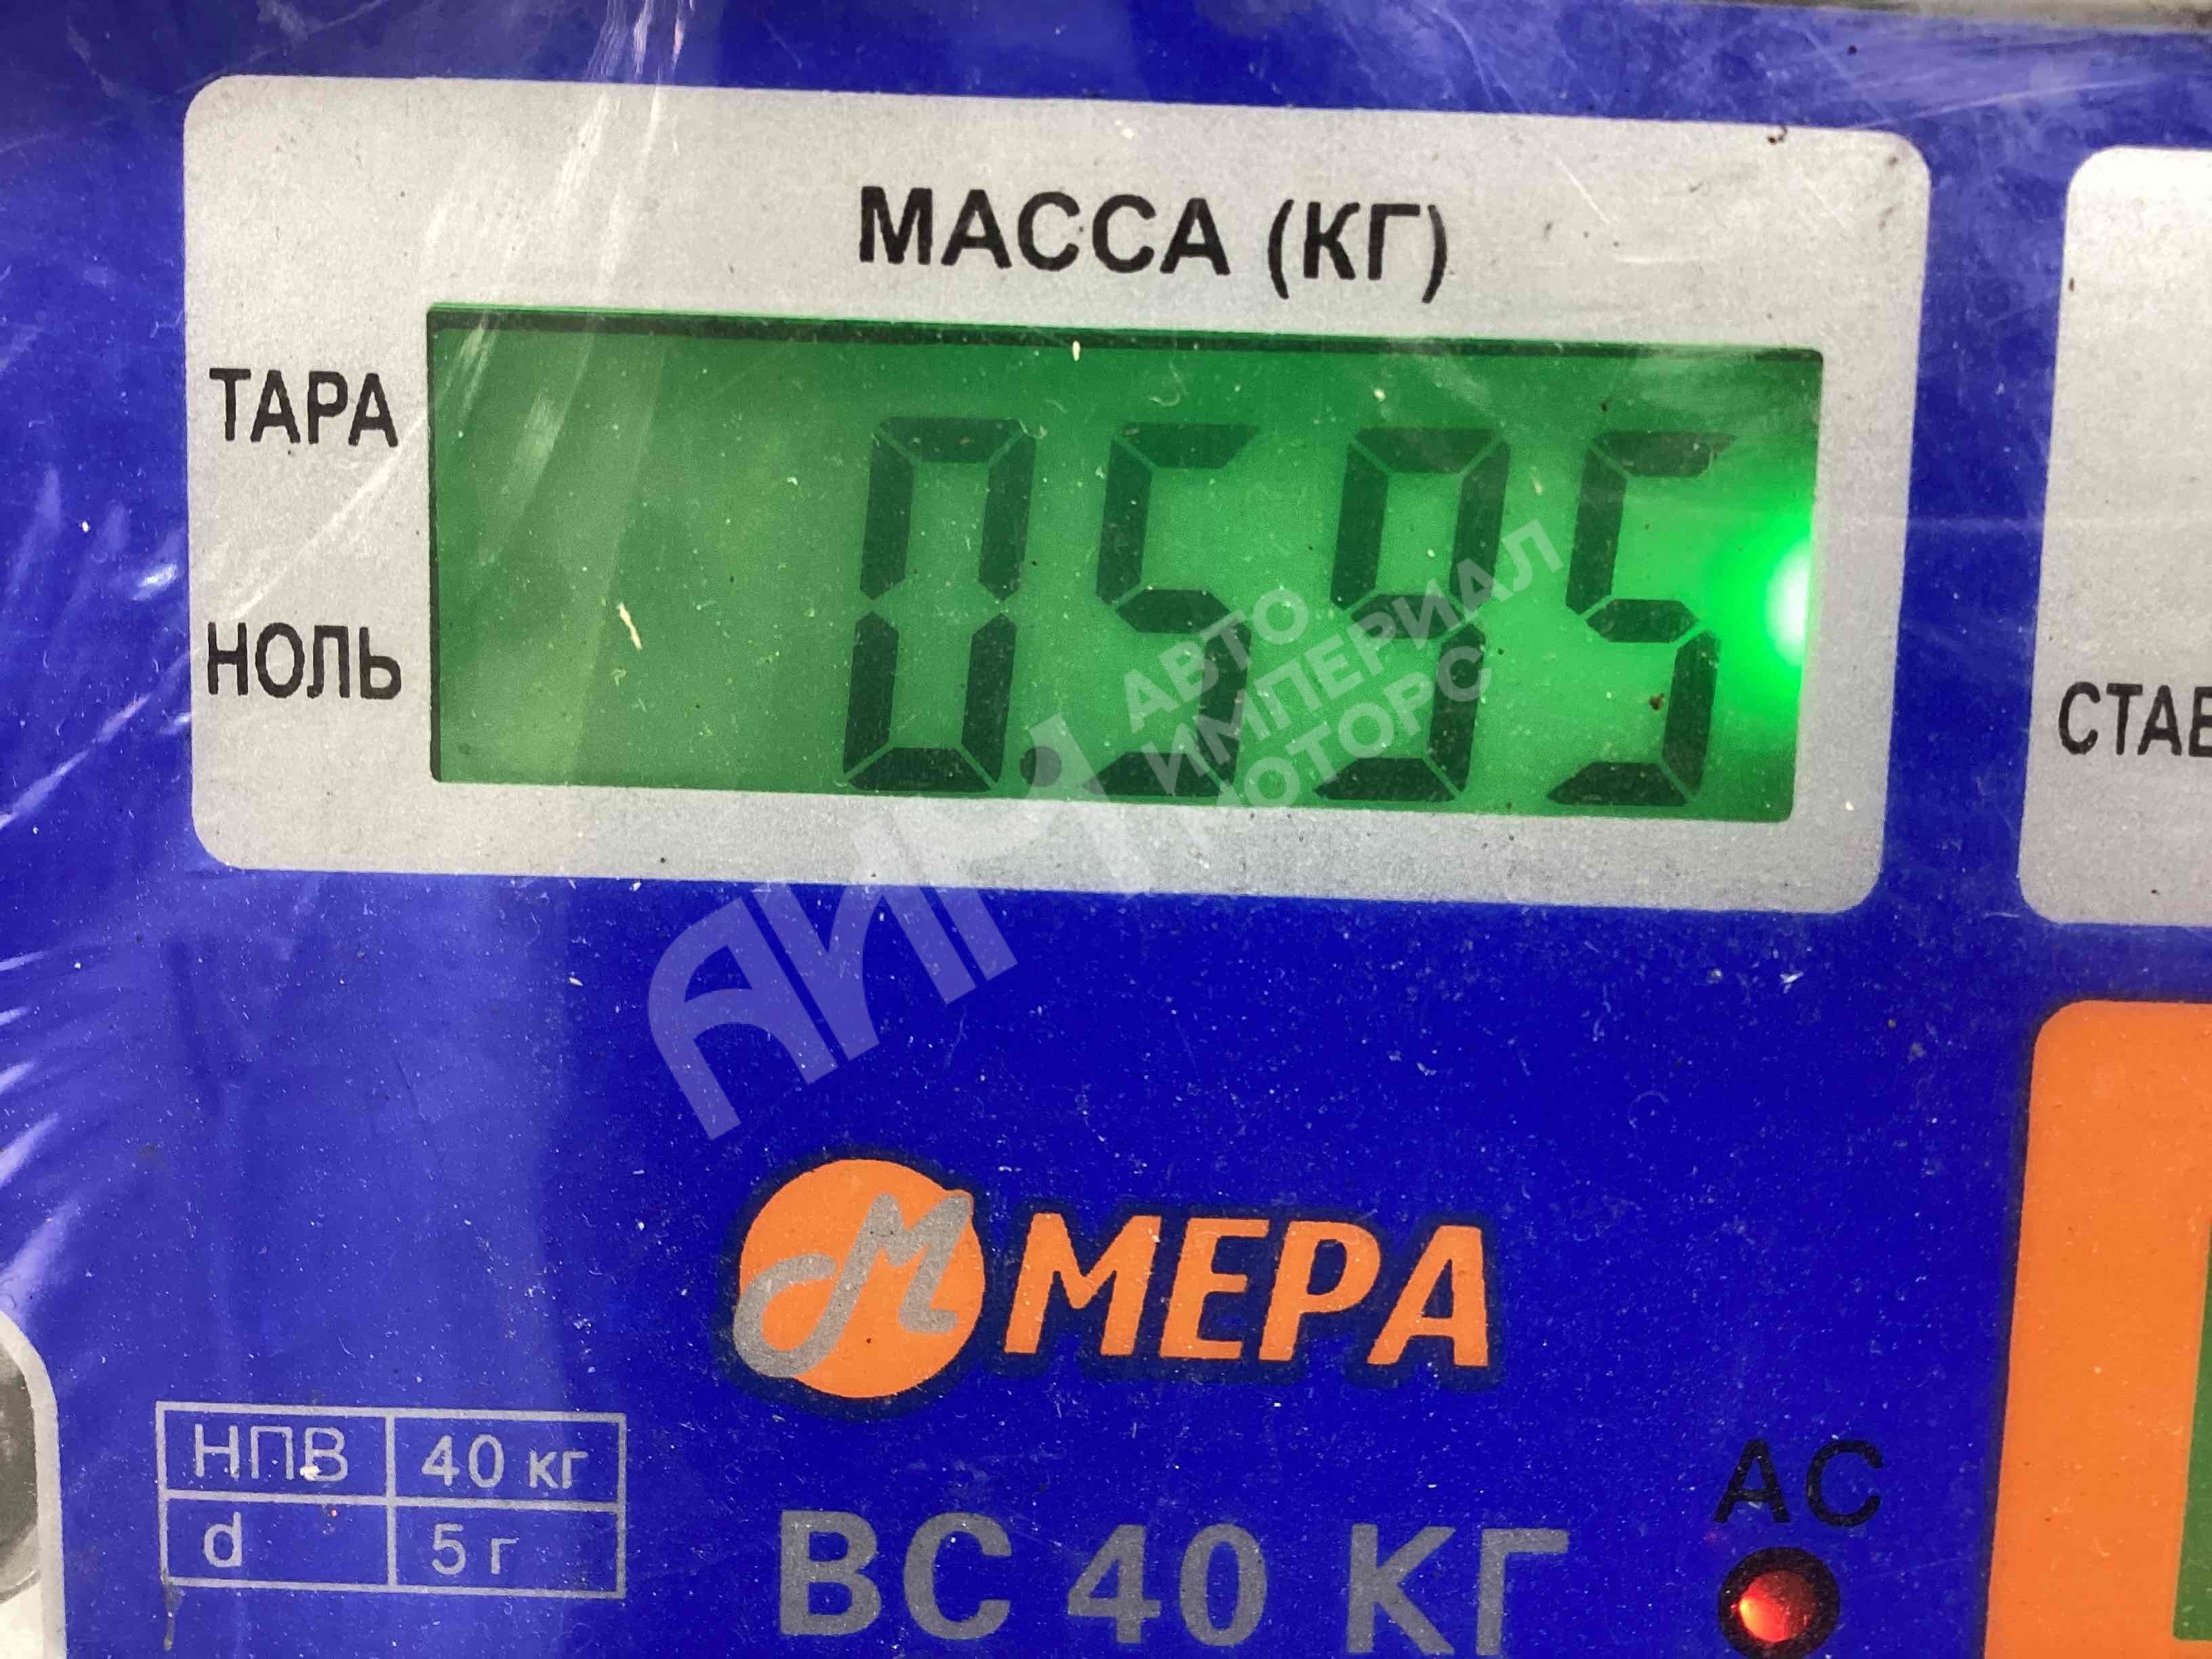 МАССА (КГ)
ТАРА
0.595
НОЛЬ
АИМ
АВТО
ИМПЕРИАЛ
МОТОРС
МЕРА
НПВ 40 кг
d 5 г
ВС 40 КГ
АС